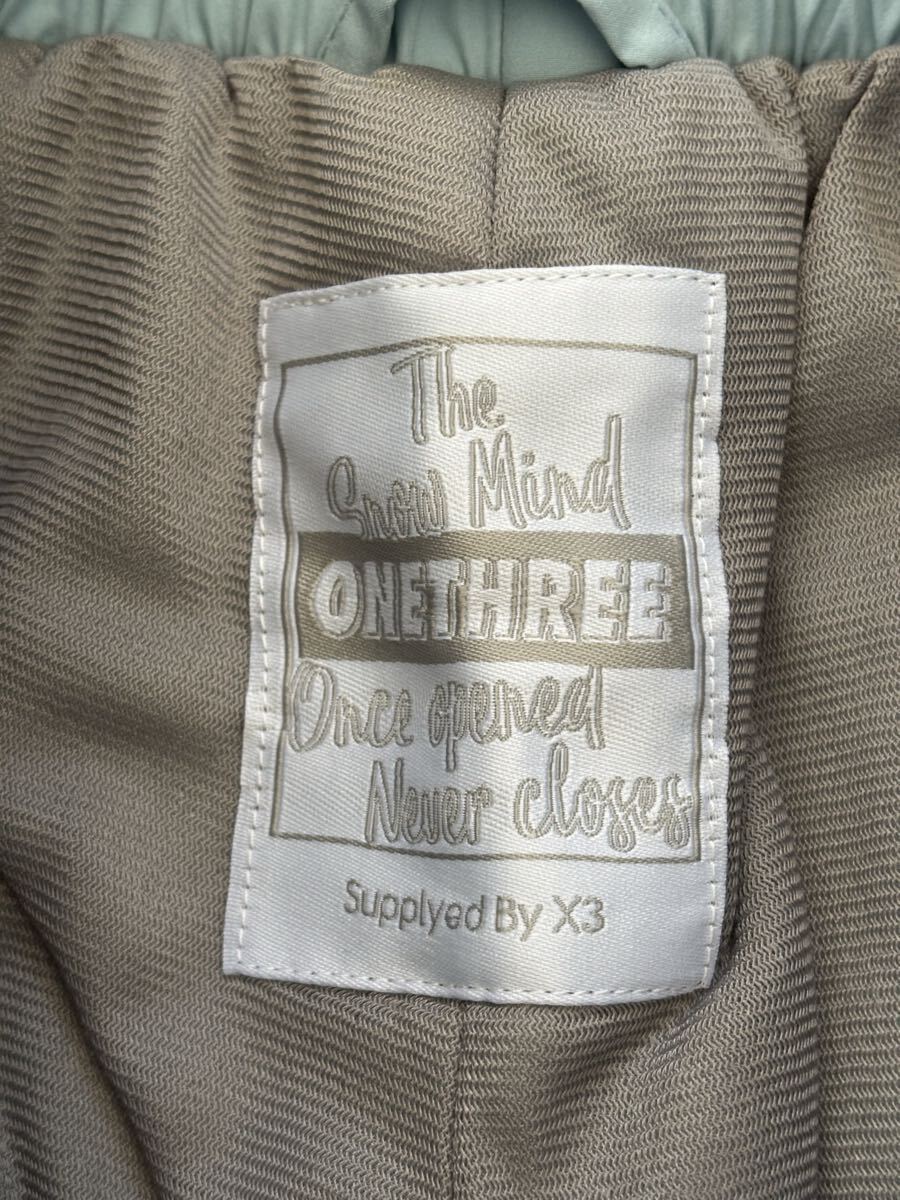 The
Snow Mind
ONETHREE
Once opened
Never closes
Supplyed By X3